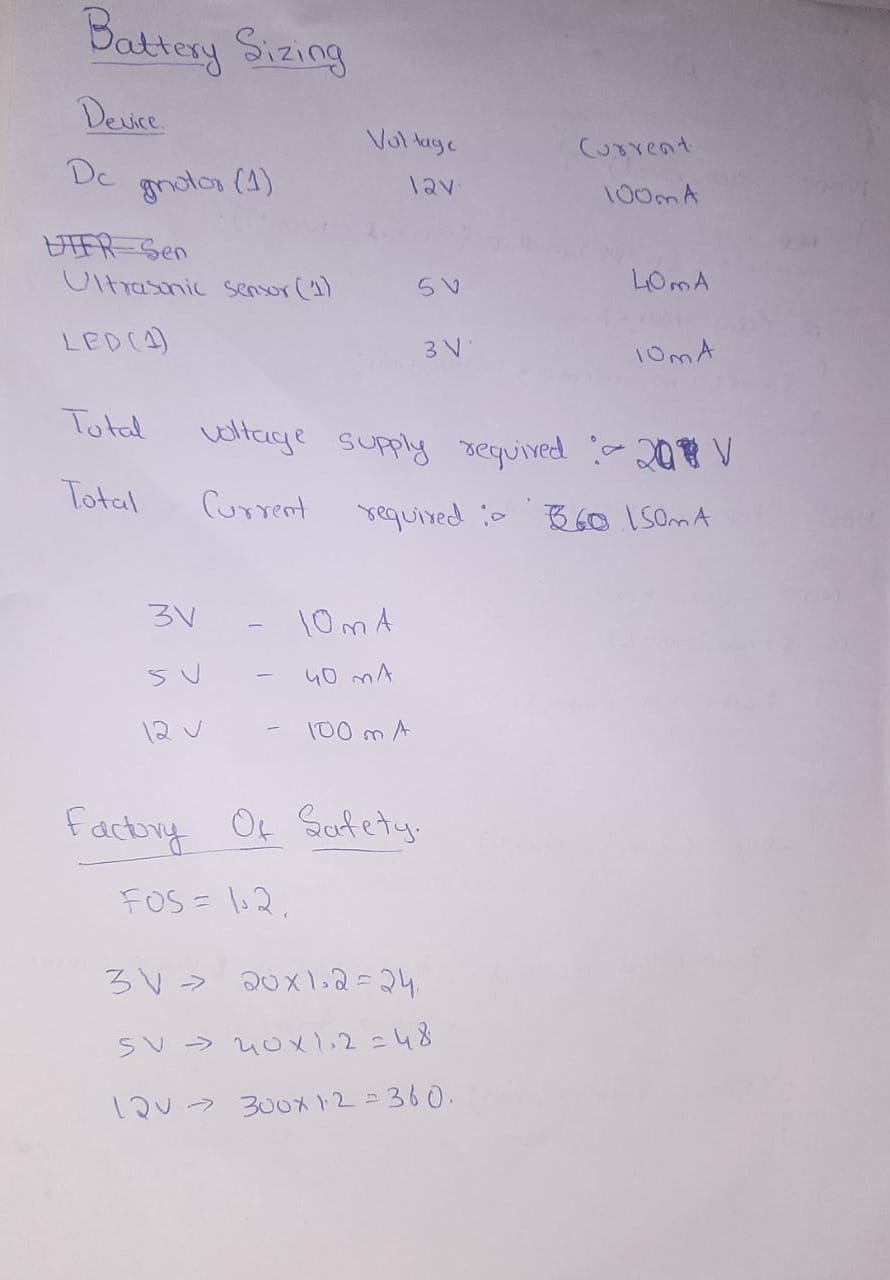 Battery Sizing
Device Voltage Current
Dc motor (1) 12V 100mA
Sen
Ultrasonic sensor (1) 5V 40mA
LED (1) 3V 10mA
Total voltage supply required :- 20 V
Total Current required :- 360 150mA
3V - 10mA
5V - 40mA
12V - 100mA
Factory Of Safety.
FOS = 1.2.
3V → 20x1.2=24.
5V → 40x1.2=48
12V → 300x1.2=360.